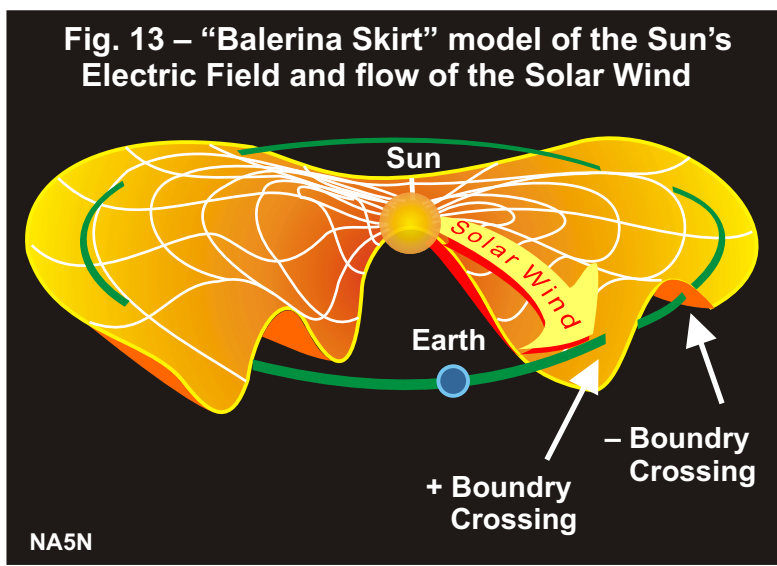 Fig. 13 – “Balerina Skirt” model of the Sun’s
Electric Field and flow of the Solar Wind
Sun
Solar Wind
Earth
– Boundry
Crossing
+ Boundry
Crossing
NA5N